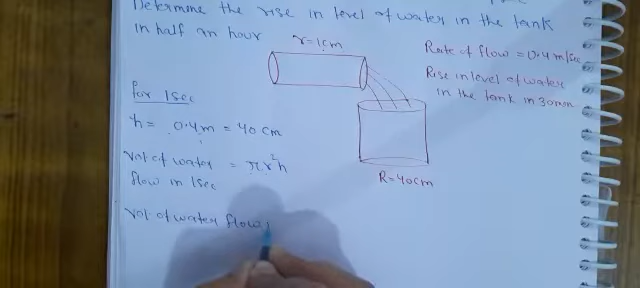 Determine the rise in level of water in the tank
in half an hour
r=1cm
Rate of flow = 0.4 m/sec
Rise in level of water
in the tank in 30min
for 1sec
h = 0.4m = 40 cm
Vol of water = πr²h
flow in 1sec
R=40cm
Vol of water flow